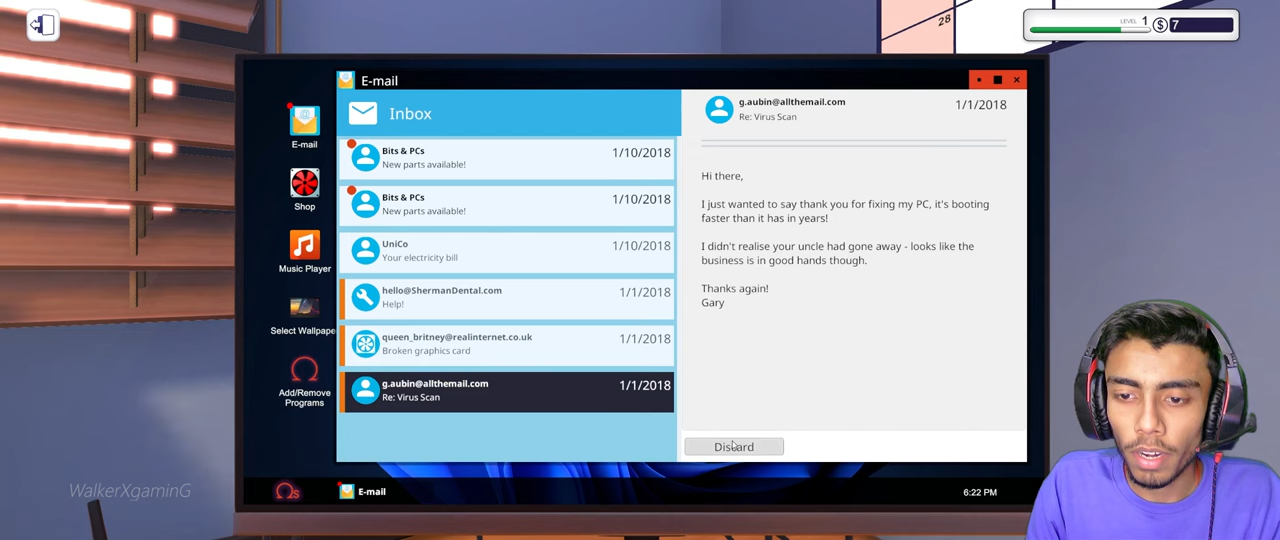 28
LEVEL 1
$ 7
E-mail
Inbox
Bits & PCs
1/10/2018
New parts available!
Bits & PCs
1/10/2018
New parts available!
UniCo
1/10/2018
Your electricity bill
hello@ShermanDental.com
1/1/2018
Help!
queen_britney@realinternet.co.uk
1/1/2018
Broken graphics card
g.aubin@allthemail.com
1/1/2018
Re: Virus Scan
g.aubin@allthemail.com
1/1/2018
Re: Virus Scan
Hi there,
I just wanted to say thank you for fixing my PC, it's booting
faster than it has in years!
I didn't realise your uncle had gone away - looks like the
business is in good hands though.
Thanks again!
Gary
Discard
E-mail
Shop
Music Player
Select Wallpape
Add/Remove
Programs
Ωs
E-mail
6:22 PM
WalkerXgaminG